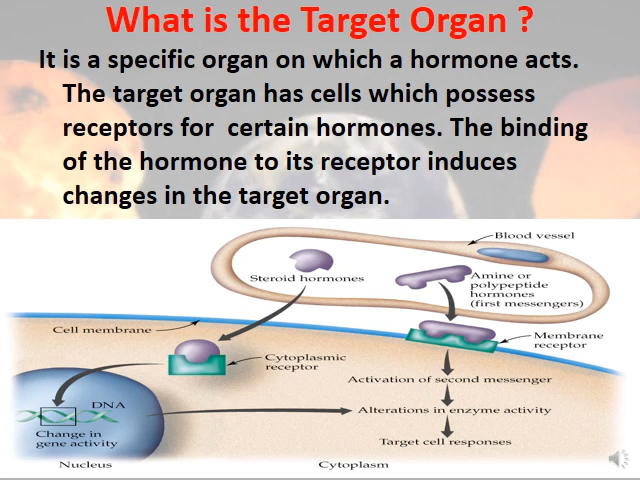 What is the Target Organ ?
It is a specific organ on which a hormone acts.
The target organ has cells which possess
receptors for certain hormones. The binding
of the hormone to its receptor induces
changes in the target organ.
Blood vessel
Steroid hormones
Amine or
polypeptide
hormones
(first messengers)
Cell membrane
Membrane
receptor
Cytoplasmic
receptor
Activation of second messenger
DNA
Alterations in enzyme activity
Change in
gene activity
Target cell responses
Nucleus
Cytoplasm